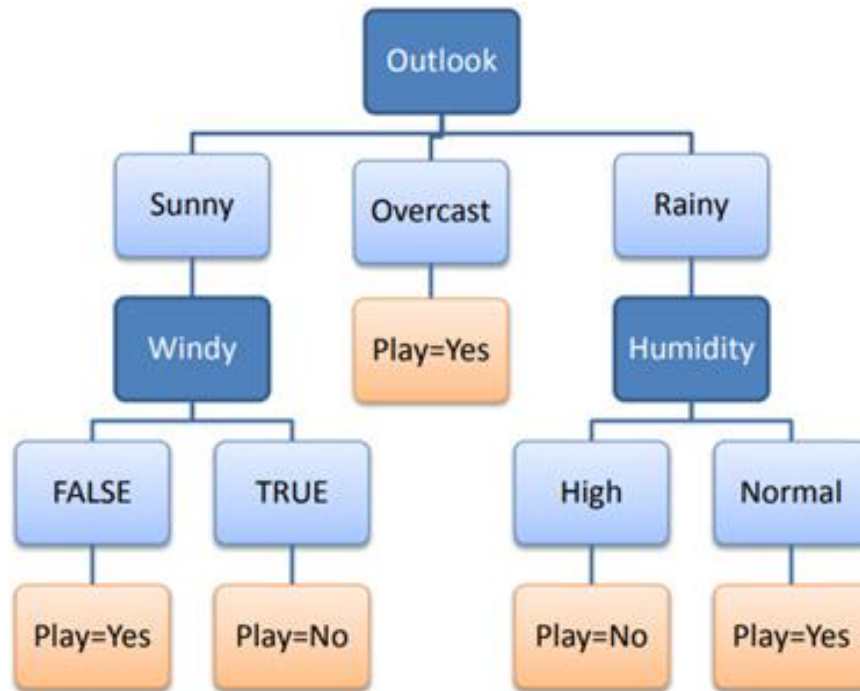 Outlook
Sunny
Overcast
Rainy
Windy
Play=Yes
Humidity
FALSE
TRUE
High
Normal
Play=Yes
Play=No
Play=No
Play=Yes